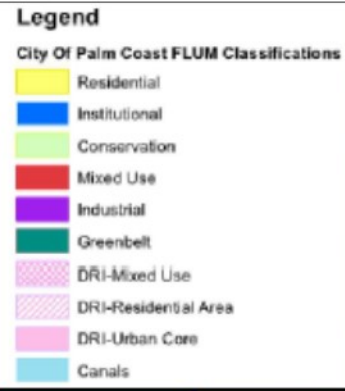 Legend
City Of Palm Coast FLUM Classifications
Residential
Institutional
Conservation
Mixed Use
Industrial
Greenbelt
DRI-Mixed Use
DRI-Residential Area
DRI-Urban Core
Canals